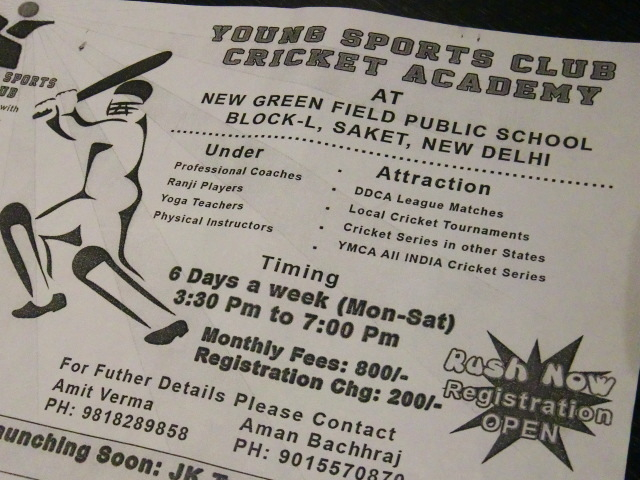 YOUNG SPORTS CLUB
CRICKET ACADEMY
AT
NEW GREEN FIELD PUBLIC SCHOOL
BLOCK-L, SAKET, NEW DELHI
SPORTS
with
Under
Professional Coaches
Ranji Players
Yoga Teachers
Physical Instructors
Attraction
DDCA League Matches
Local Cricket Tournaments
Cricket Series in other States
YMCA All INDIA Cricket Series
Timing
6 Days a week (Mon-Sat)
3:30 Pm to 7:00 Pm
Monthly Fees: 800/-
Registration Chg: 200/-
Rush Now
Registration
OPEN
For Futher Details Please Contact
Amit Verma
PH: 9818289858
Aman Bachhraj
PH: 9015570870
Soon: JK